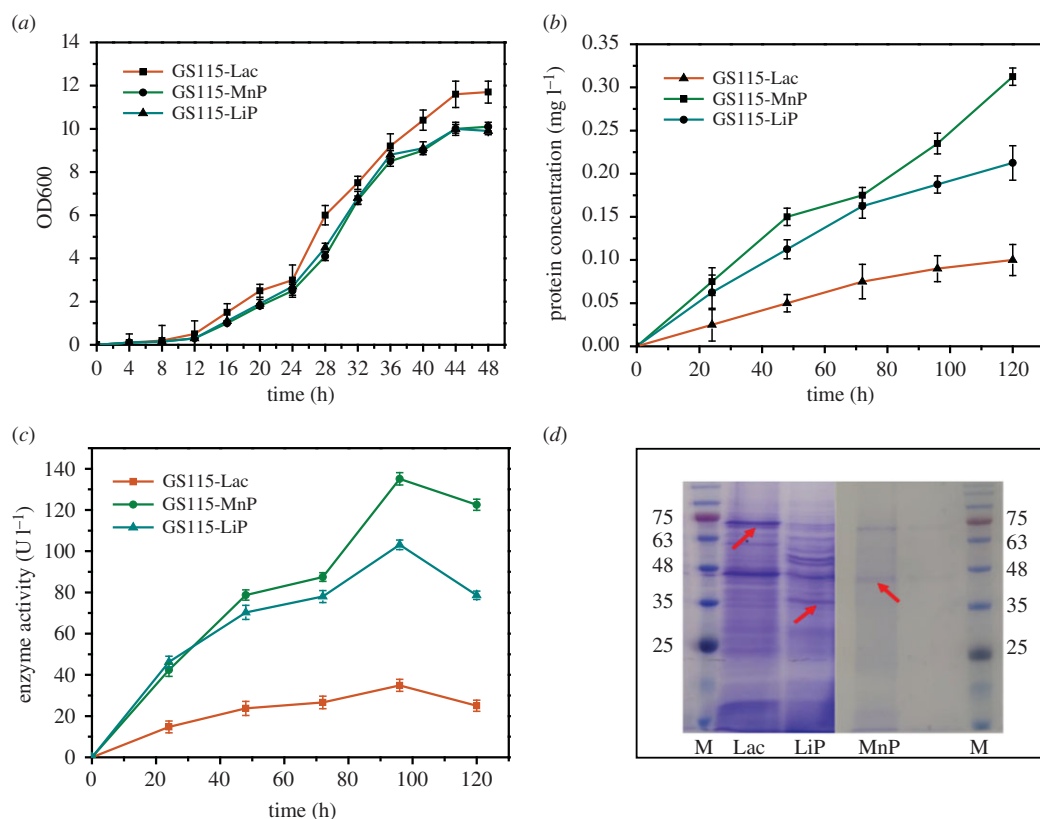 (a)
14
12
10
8
6
4
2
0
OD600
GS115-Lac
GS115-MnP
GS115-LiP
0 4 8 12 16 20 24 28 32 36 40 44 48
time (h)
(b)
0.35
0.30
0.25
0.20
0.15
0.10
0.05
0.00
protein concentration (mg l⁻¹)
GS115-Lac
GS115-MnP
GS115-LiP
0 20 40 60 80 100 120
time (h)
(c)
140
120
100
80
60
40
20
0
enzyme activity (U l⁻¹)
GS115-Lac
GS115-MnP
GS115-LiP
0 20 40 60 80 100 120
time (h)
(d)
75 75
63 63
48 48
35 35
25 25
M Lac LiP MnP M